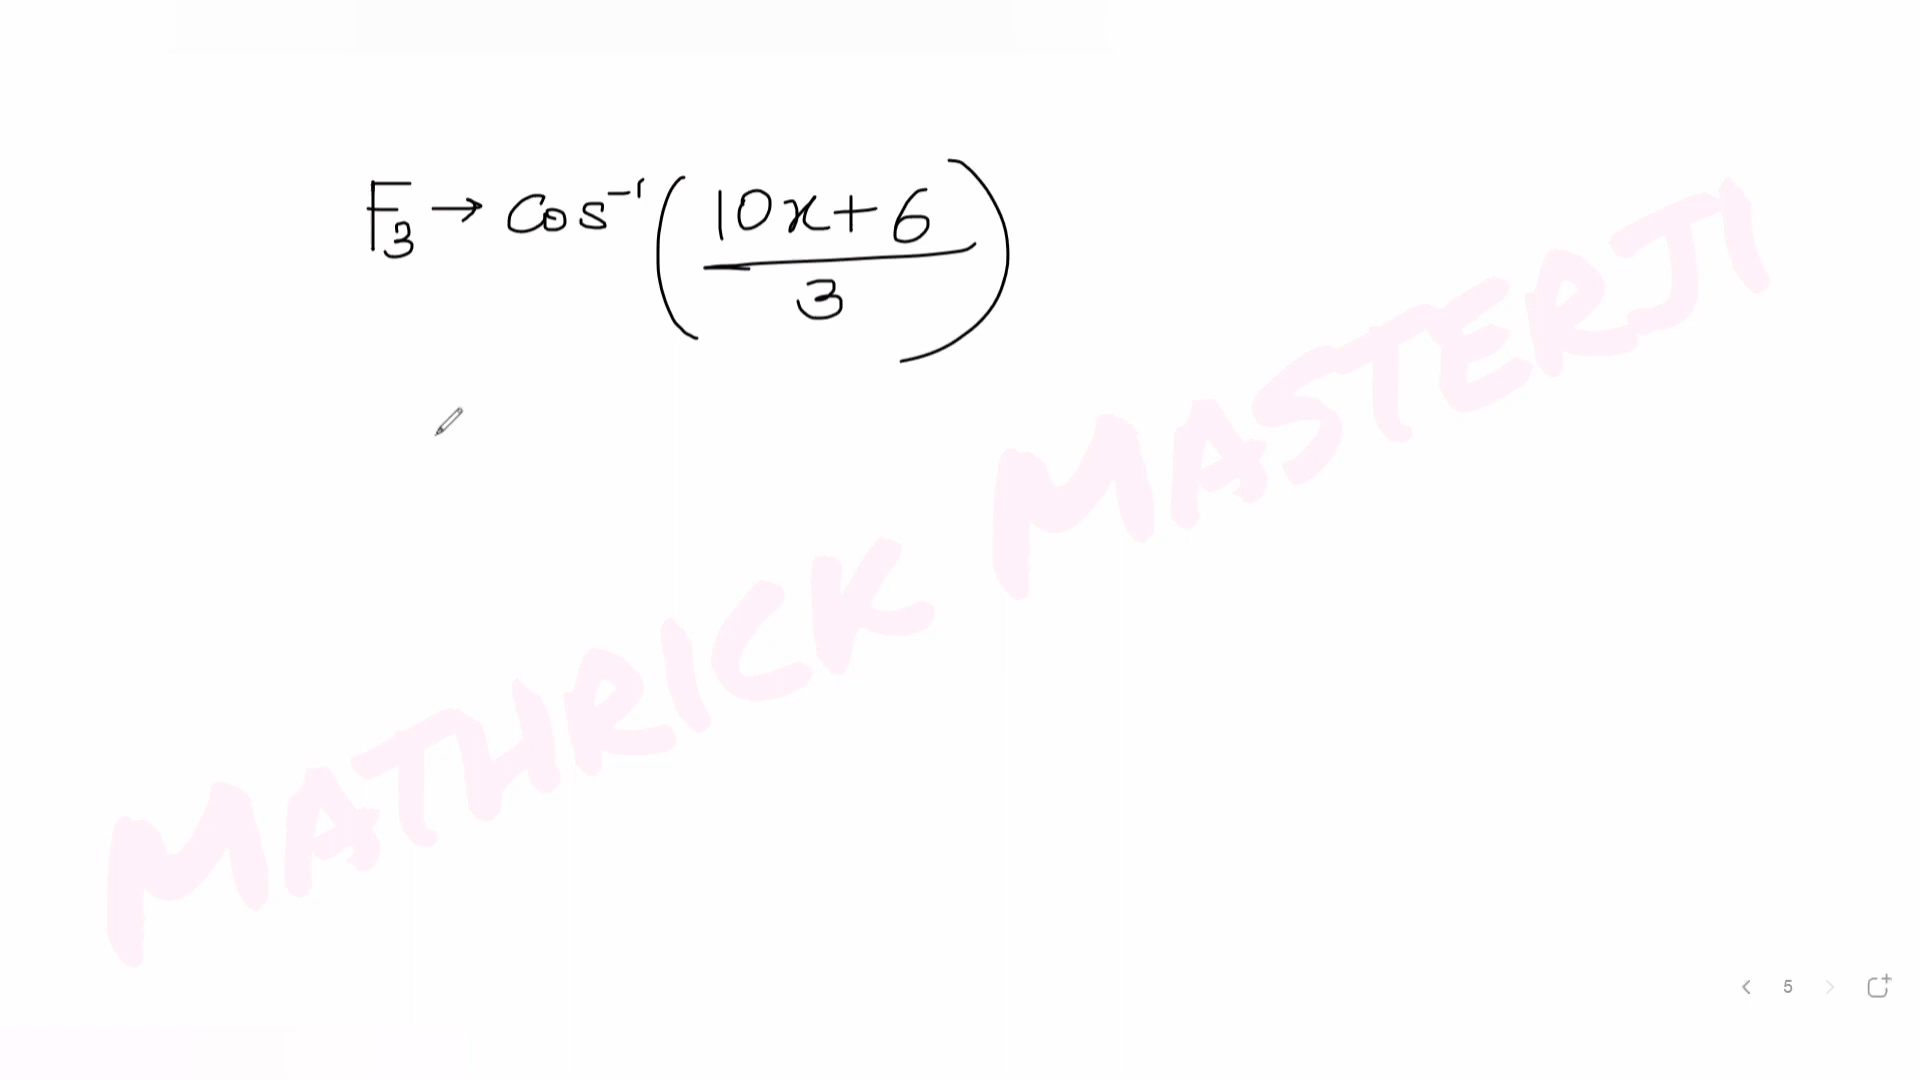 F₃ → cos⁻¹ ( (10x+6) / 3 )
MATHRICK MASTERJI
5